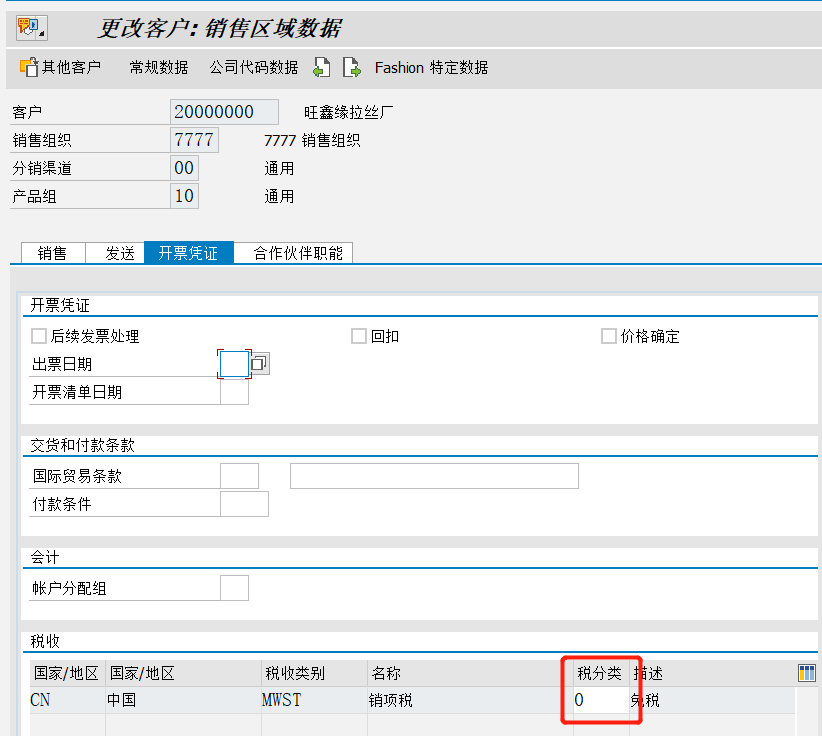 更改客户: 销售区域数据
其他客户 常规数据 公司代码数据 Fashion 特定数据
客户 20000000 旺鑫缘拉丝厂
销售组织 7777 7777 销售组织
分销渠道 00 通用
产品组 10 通用
销售 发送 开票凭证 合作伙伴职能
开票凭证
后续发票处理 回扣 价格确定
出票日期
开票清单日期
交货和付款条款
国际贸易条款
付款条件
会计
帐户分配组
税收
国家/地区 国家/地区 税收类别 名称 税分类 描述
CN 中国 MWST 销项税 0 免税